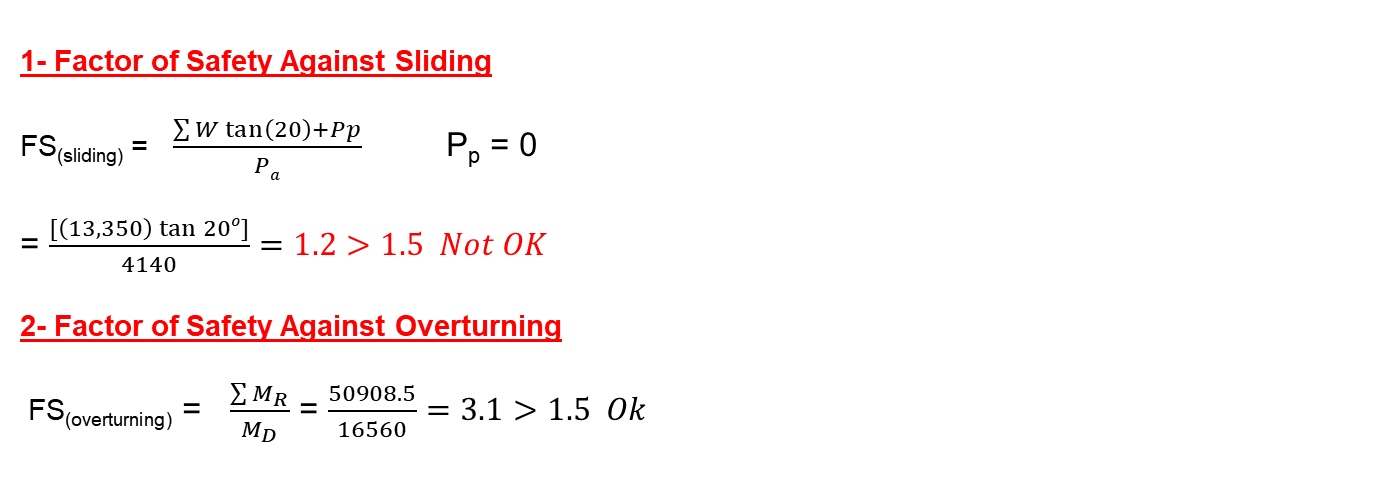 1- Factor of Safety Against Sliding
FS(sliding) = (∑ W tan(20)+Pp) / Pa    Pp = 0
= [(13,350) tan 20°] / 4140 = 1.2 > 1.5 Not OK
2- Factor of Safety Against Overturning
FS(overturning) = ∑ MR / MD = 50908.5 / 16560 = 3.1 > 1.5 Ok